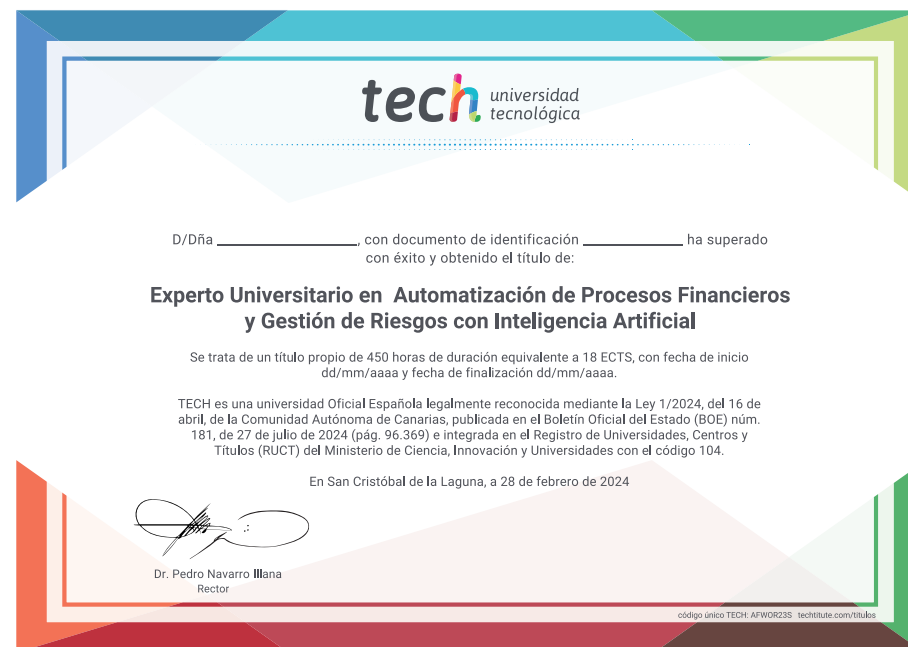 tech universidad
tecnológica
D/Dña ________________, con documento de identificación ____________ ha superado
con éxito y obtenido el título de:
Experto Universitario en Automatización de Procesos Financieros
y Gestión de Riesgos con Inteligencia Artificial
Se trata de un título propio de 450 horas de duración equivalente a 18 ECTS, con fecha de inicio
dd/mm/aaaa y fecha de finalización dd/mm/aaaa.
TECH es una universidad Oficial Española legalmente reconocida mediante la Ley 1/2024, del 16 de
abril, de la Comunidad Autónoma de Canarias, publicada en el Boletín Oficial del Estado (BOE) núm.
181, de 27 de julio de 2024 (pág. 96.369) e integrada en el Registro de Universidades, Centros y
Títulos (RUCT) del Ministerio de Ciencia, Innovación y Universidades con el código 104.
En San Cristóbal de la Laguna, a 28 de febrero de 2024
Dr. Pedro Navarro Illana
Rector
código único TECH: AFWOR23S techtitute.com/titulos